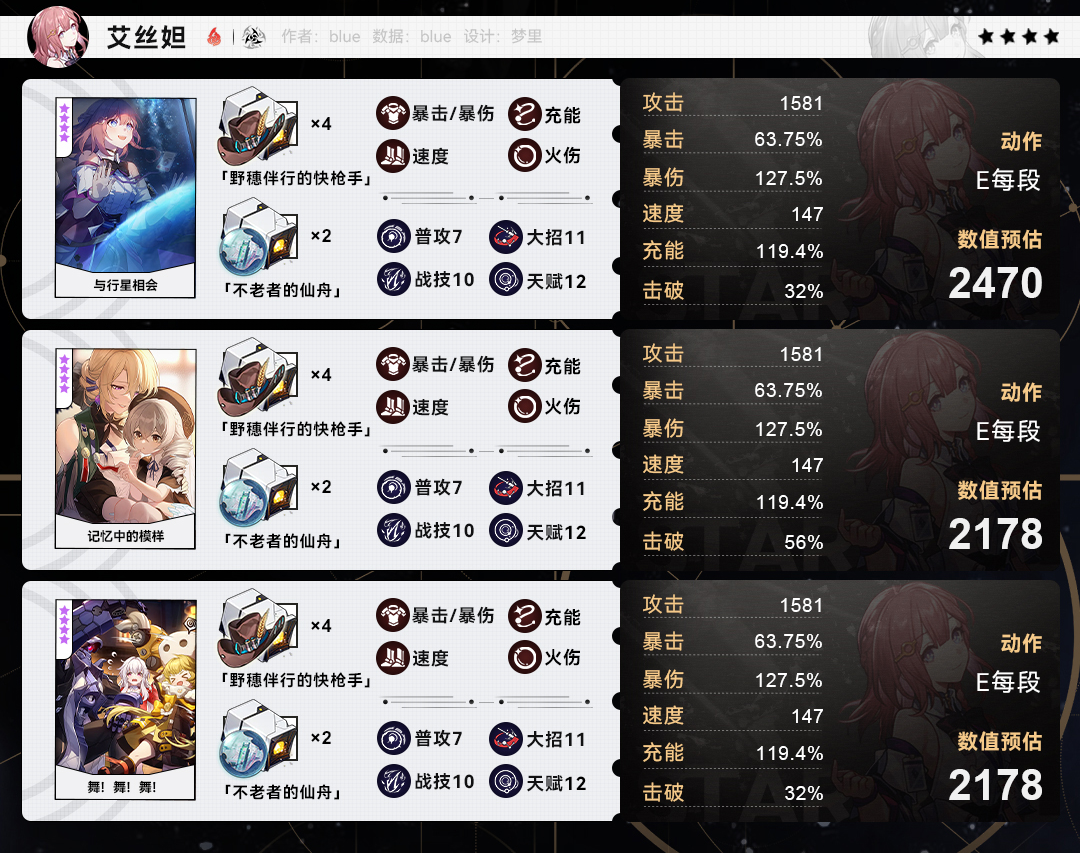 艾丝妲
作者: blue 数据: blue 设计: 梦里
与行星相会
×4
「野穗伴行的快枪手」
×2
「不老者的仙舟」
暴击/暴伤 充能
速度 火伤
普攻7 大招11
战技10 天赋12
攻击 1581
暴击 63.75%
暴伤 127.5%
速度 147
充能 119.4%
击破 32%
动作
E每段
数值预估
2470
记忆中的模样
×4
「野穗伴行的快枪手」
×2
「不老者的仙舟」
暴击/暴伤 充能
速度 火伤
普攻7 大招11
战技10 天赋12
攻击 1581
暴击 63.75%
暴伤 127.5%
速度 147
充能 119.4%
击破 56%
动作
E每段
数值预估
2178
舞! 舞! 舞!
×4
「野穗伴行的快枪手」
×2
「不老者的仙舟」
暴击/暴伤 充能
速度 火伤
普攻7 大招11
战技10 天赋12
攻击 1581
暴击 63.75%
暴伤 127.5%
速度 147
充能 119.4%
击破 32%
动作
E每段
数值预估
2178